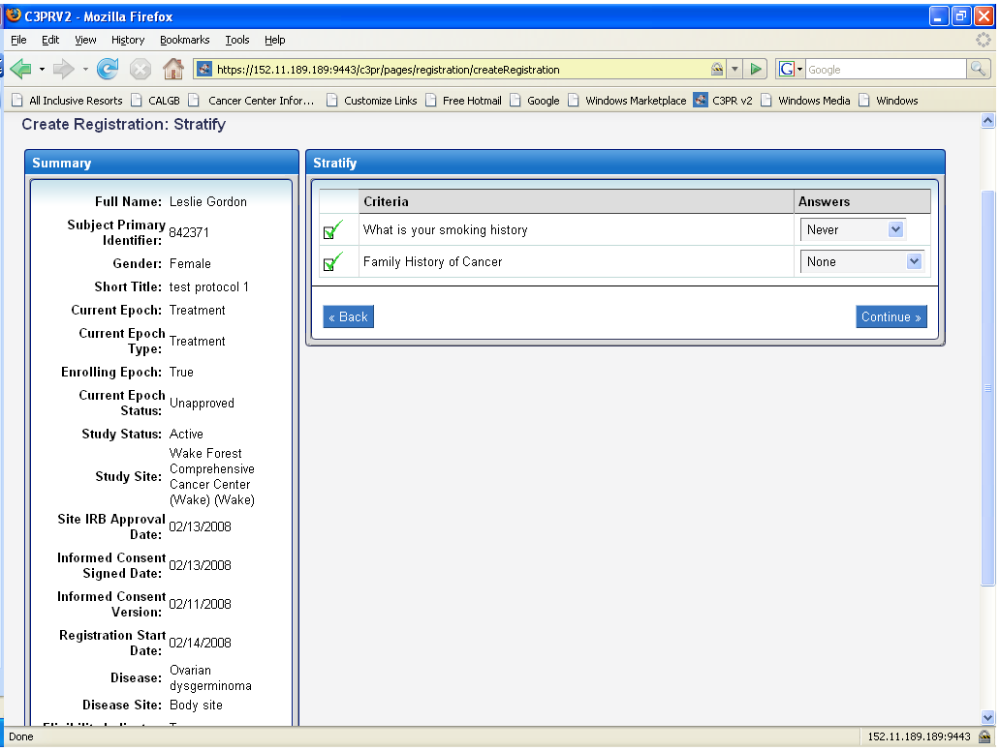 C3PRV2 - Mozilla Firefox
File Edit View History Bookmarks Tools Help
https://152.11.189.189:9443/c3pr/pages/registration/createRegistration
G Google
All Inclusive Resorts CALGB Cancer Center Infor... Customize Links Free Hotmail Google Windows Marketplace C3PR v2 Windows Media Windows
Create Registration: Stratify
Summary
Full Name: Leslie Gordon
Subject Primary
Identifier: 842371
Gender: Female
Short Title: test protocol 1
Current Epoch: Treatment
Current Epoch
Type: Treatment
Enrolling Epoch: True
Current Epoch
Status: Unapproved
Study Status: Active
Study Site: Wake Forest
Comprehensive
Cancer Center
(Wake) (Wake)
Site IRB Approval
Date: 02/13/2008
Informed Consent
Signed Date: 02/13/2008
Informed Consent
Version: 02/11/2008
Registration Start
Date: 02/14/2008
Disease: Ovarian
dysgerminoma
Disease Site: Body site
Stratify
Criteria Answers
What is your smoking history Never
Family History of Cancer None
« Back Continue »
Done 152.11.189.189:9443